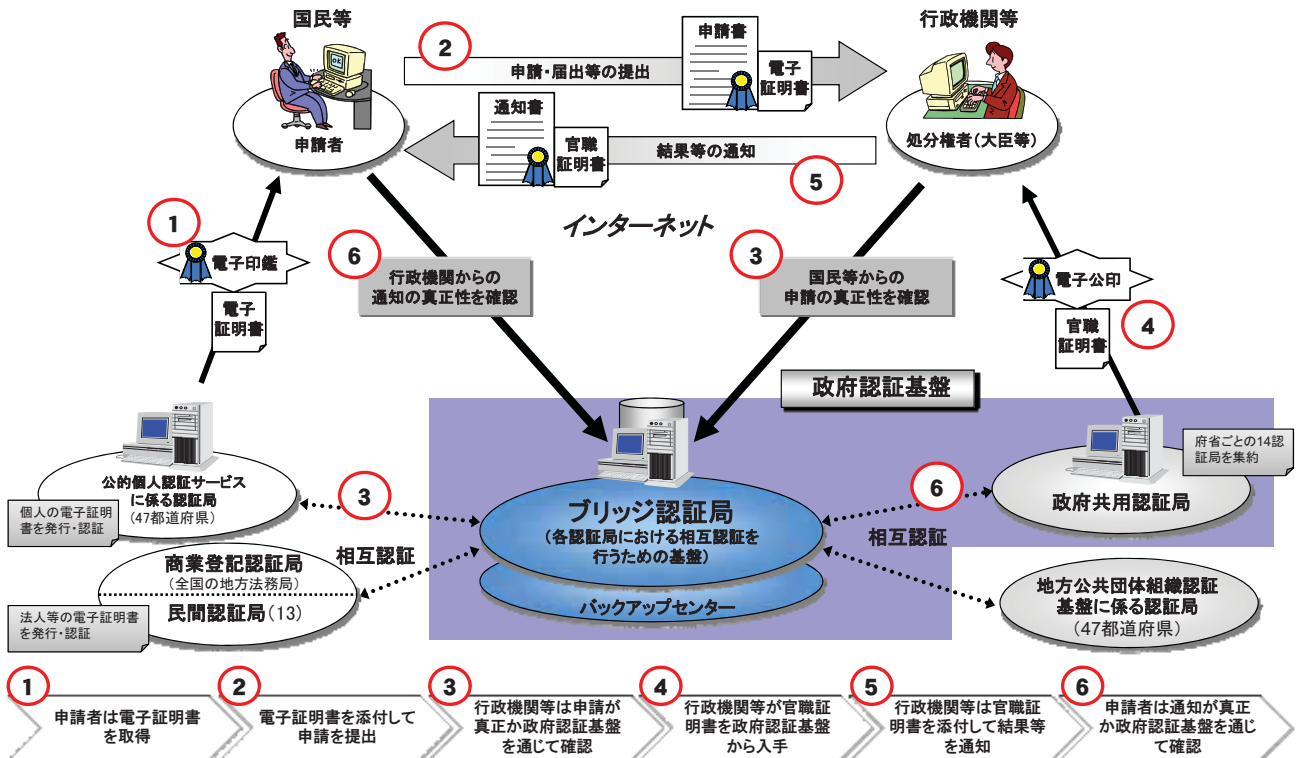 国民等
行政機関等
2
申請書
電子
証明書
申請・届出等の提出
ok
申請者
通知書
官職
証明書
結果等の通知
5
処分権者(大臣等)
インターネット
1
電子印鑑
電子
証明書
6
行政機関からの
通知の真正性を確認
3
国民等からの
申請の真正性を確認
電子公印
官職
証明書
4
政府認証基盤
府省ごとの14認
証局を集約
公的個人認証サービス
に係る認証局
(47都道府県)
個人の電子証明
書を発行・認証
3
ブリッジ認証局
(各認証局における相互認証を
行うための基盤)
バックアップセンター
6
政府共用認証局
相互認証
相互認証
商業登記認証局
(全国の地方法務局)
民間認証局(13)
法人等の電子証明書
を発行・認証
地方公共団体組織認証
基盤に係る認証局
(47都道府県)
1
申請者は電子証明書
を取得
2
電子証明書を添付して
申請を提出
3
行政機関等は申請が
真正か政府認証基盤
を通じて確認
4
行政機関等が官職証
明書を政府認証基盤
から入手
5
行政機関等は官職証
明書を添付して結果等
を通知
6
申請者は通知が真正
か政府認証基盤を通じ
て確認